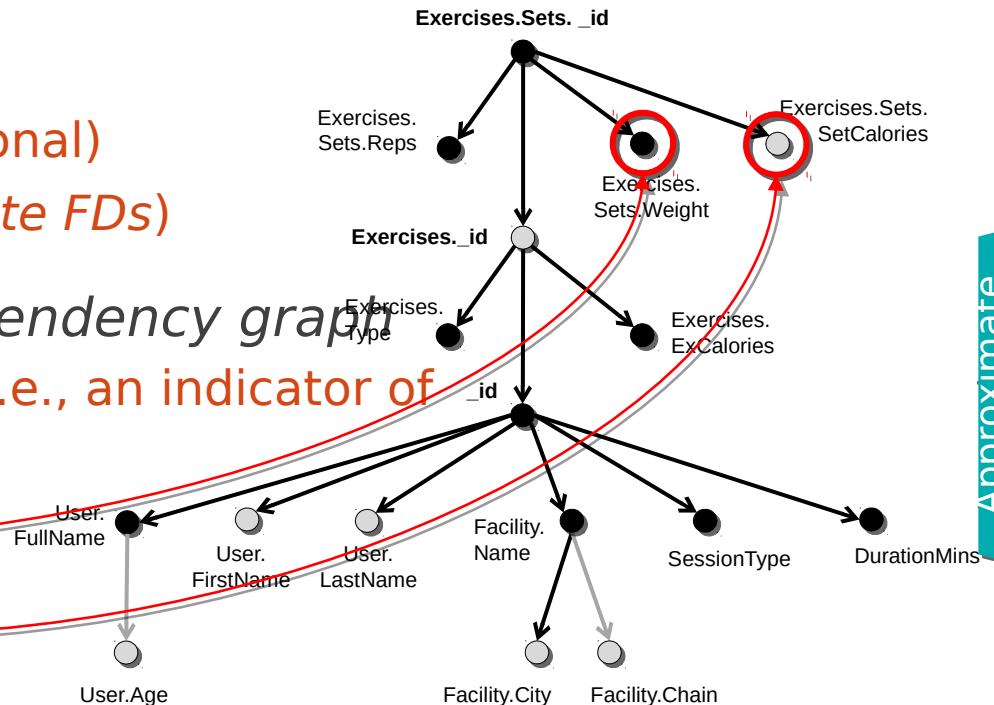 Exercises.Sets. _id
Exercises.
Sets.Reps
Exercises.Sets.
SetCalories
onal)
Exercises.
Sets.Weight
te FDs)
Exercises._id
Exercises.
Type
endency graph
Exercises.
ExCalories
.e., an indicator of
_id
Approximate
User.
FullName
User.
FirstName
User.
LastName
Facility.
Name
SessionType
DurationMins
User.Age
Facility.City
Facility.Chain